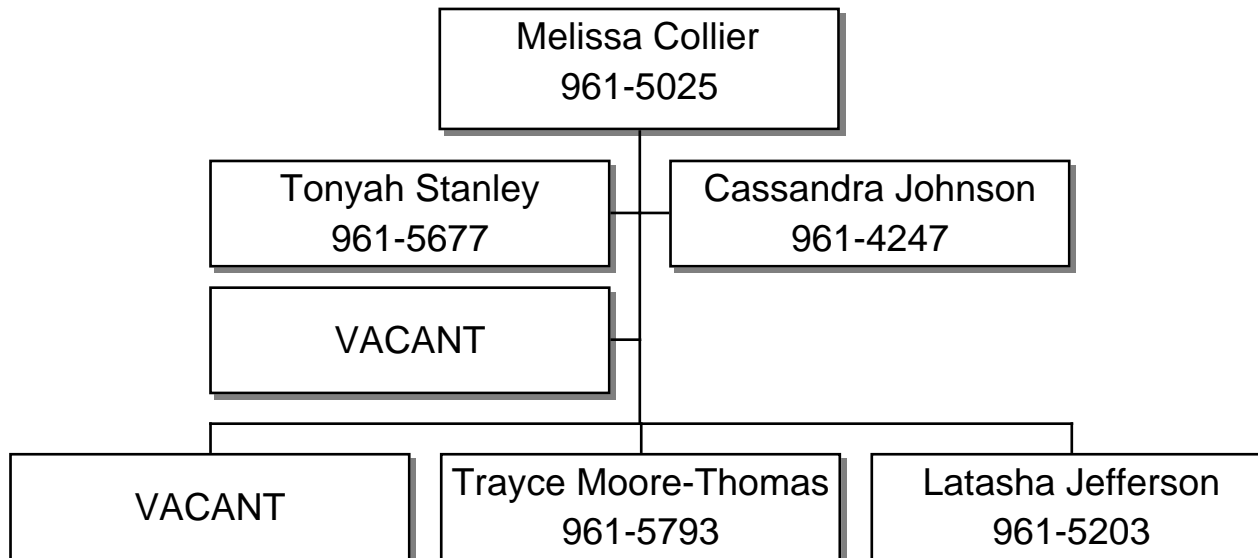 Melissa Collier
961-5025
Tonyah Stanley
961-5677
Cassandra Johnson
961-4247
VACANT
VACANT
Trayce Moore-Thomas
961-5793
Latasha Jefferson
961-5203